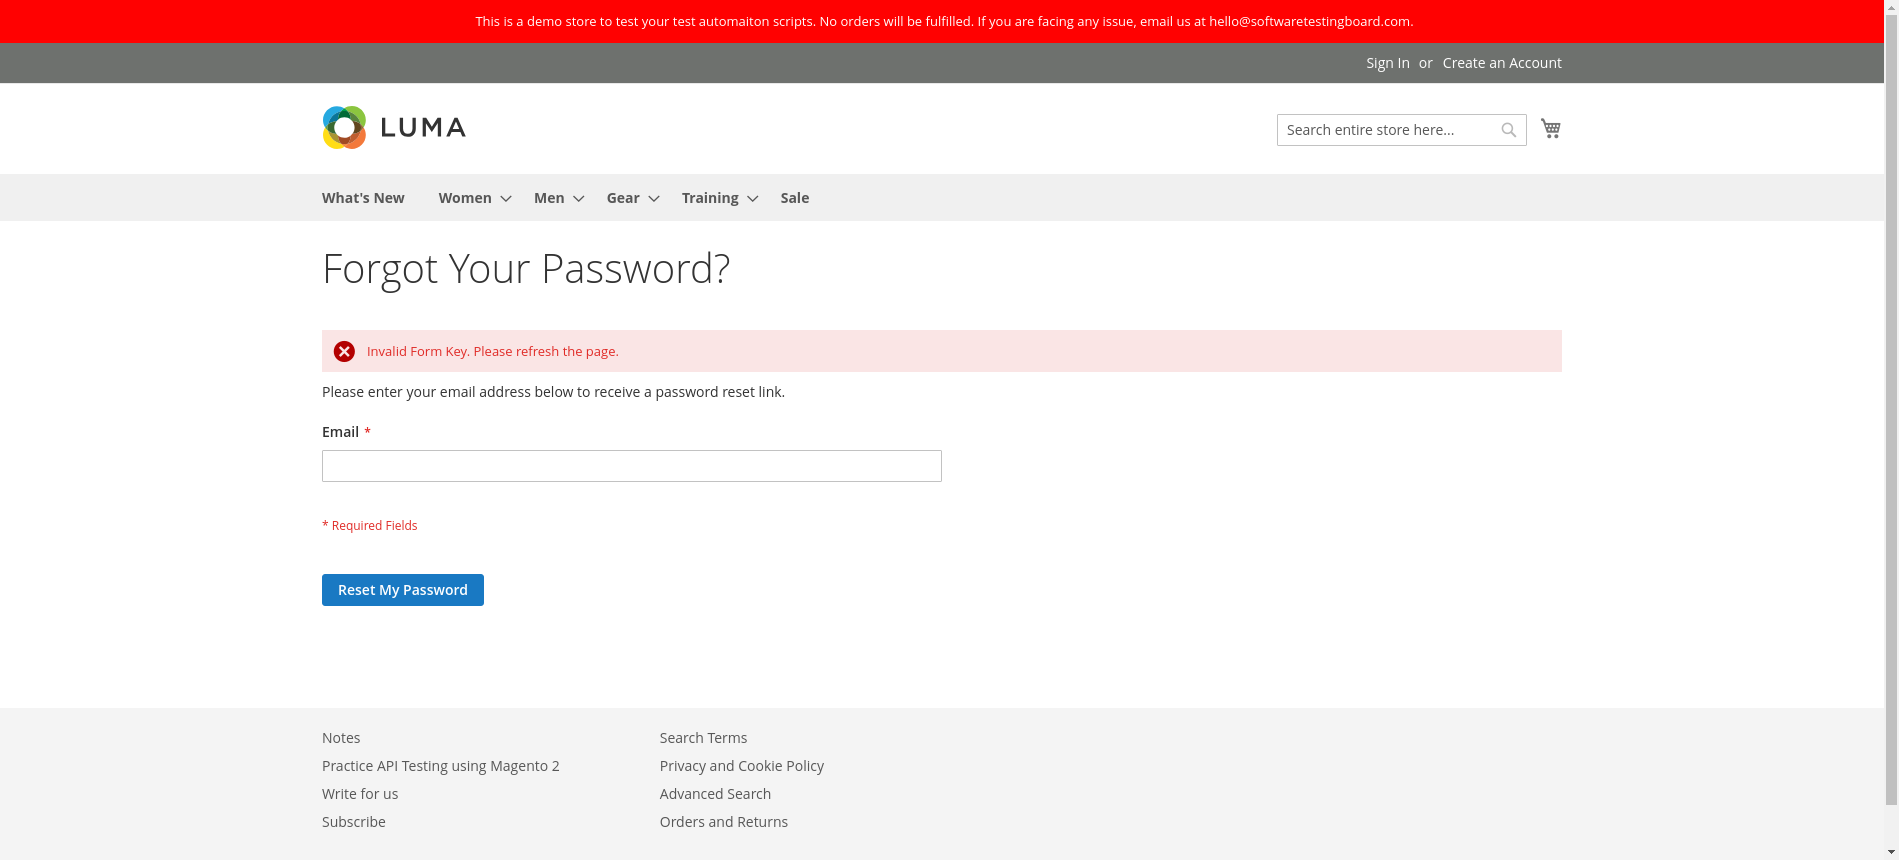 This is a demo store to test your test automaiton scripts. No orders will be fulfilled. If you are facing any issue, email us at hello@softwaretestingboard.com.
Sign In or Create an Account
LUMA
Search entire store here...
What's New Women Men Gear Training Sale
Forgot Your Password?
Invalid Form Key. Please refresh the page.
Please enter your email address below to receive a password reset link.
Email *
* Required Fields
Reset My Password
Notes
Practice API Testing using Magento 2
Write for us
Subscribe
Search Terms
Privacy and Cookie Policy
Advanced Search
Orders and Returns